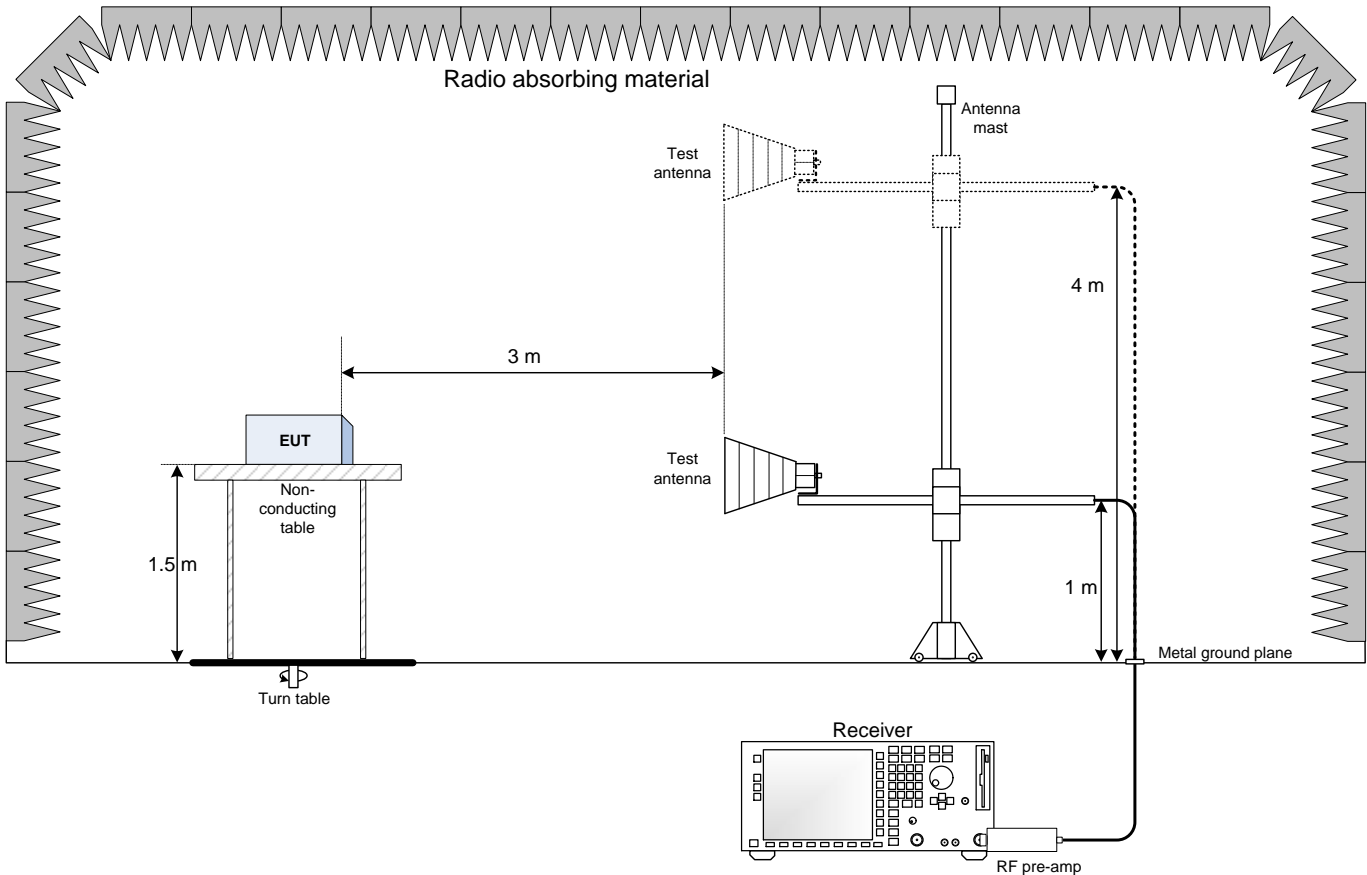 Radio absorbing material
Antenna
mast
Test
antenna
4 m
3 m
EUT
Test
antenna
Non-
conducting
table
1.5 m
1 m
Metal ground plane
Turn table
Receiver
RF pre-amp